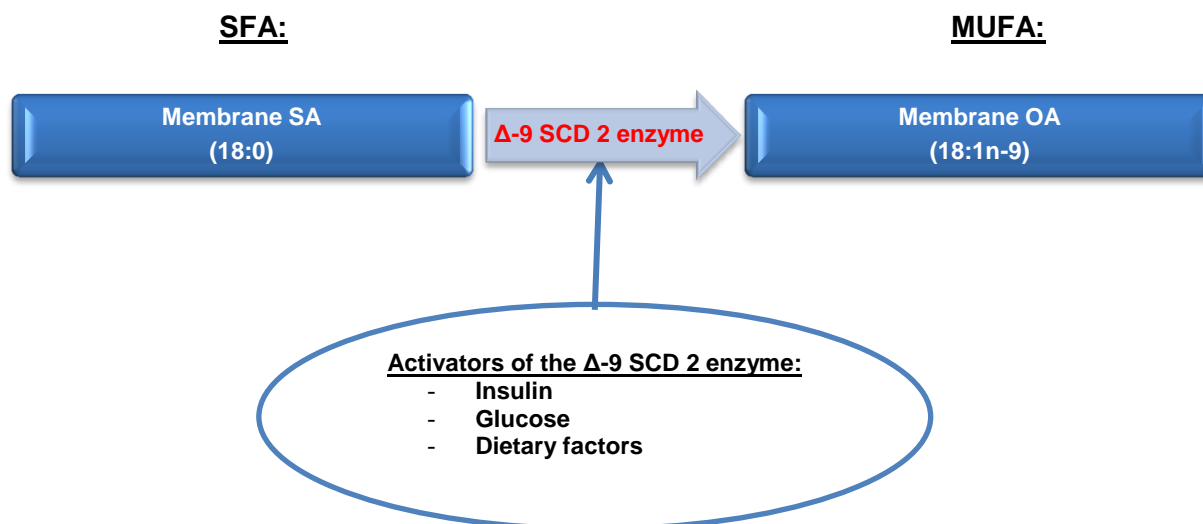 SFA:
MUFA:
Membrane SA
(18:0)
Δ-9 SCD 2 enzyme
Membrane OA
(18:1n-9)
Activators of the Δ-9 SCD 2 enzyme:
- Insulin
- Glucose
- Dietary factors